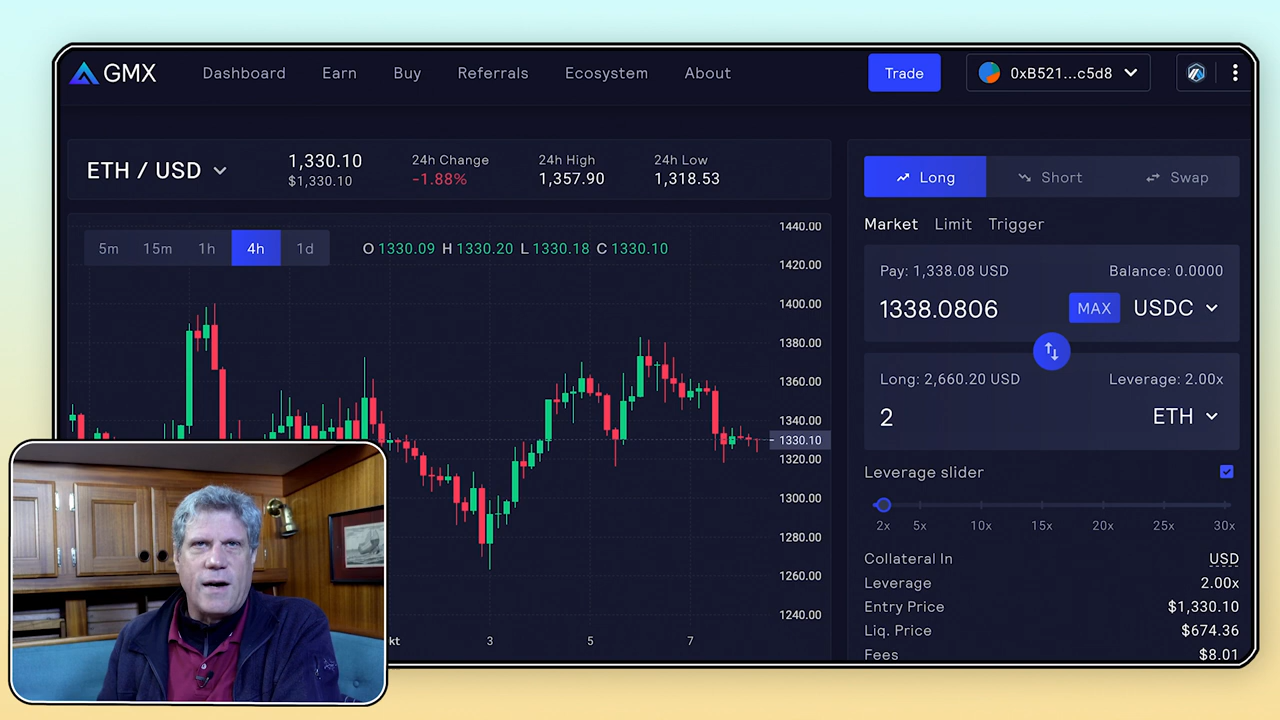 GMX
Dashboard Earn Buy Referrals Ecosystem About
Trade
0xB521...c5d8
ETH / USD
1,330.10
$1,330.10
24h Change
-1.88%
24h High
1,357.90
24h Low
1,318.53
5m 15m 1h 4h 1d
O 1330.09 H 1330.20 L 1330.18 C 1330.10
1440.00
1420.00
1400.00
1380.00
1360.00
1340.00
1330.10
1320.00
1300.00
1280.00
1260.00
1240.00
kt 3 5 7
Long Short Swap
Market Limit Trigger
Pay: 1,338.08 USD Balance: 0.0000
1338.0806 MAX USDC
Long: 2,660.20 USD Leverage: 2.00x
2 ETH
Leverage slider
2x 5x 10x 15x 20x 25x 30x
Collateral In USD
Leverage 2.00x
Entry Price $1,330.10
Liq. Price $674.36
Fees $8.01